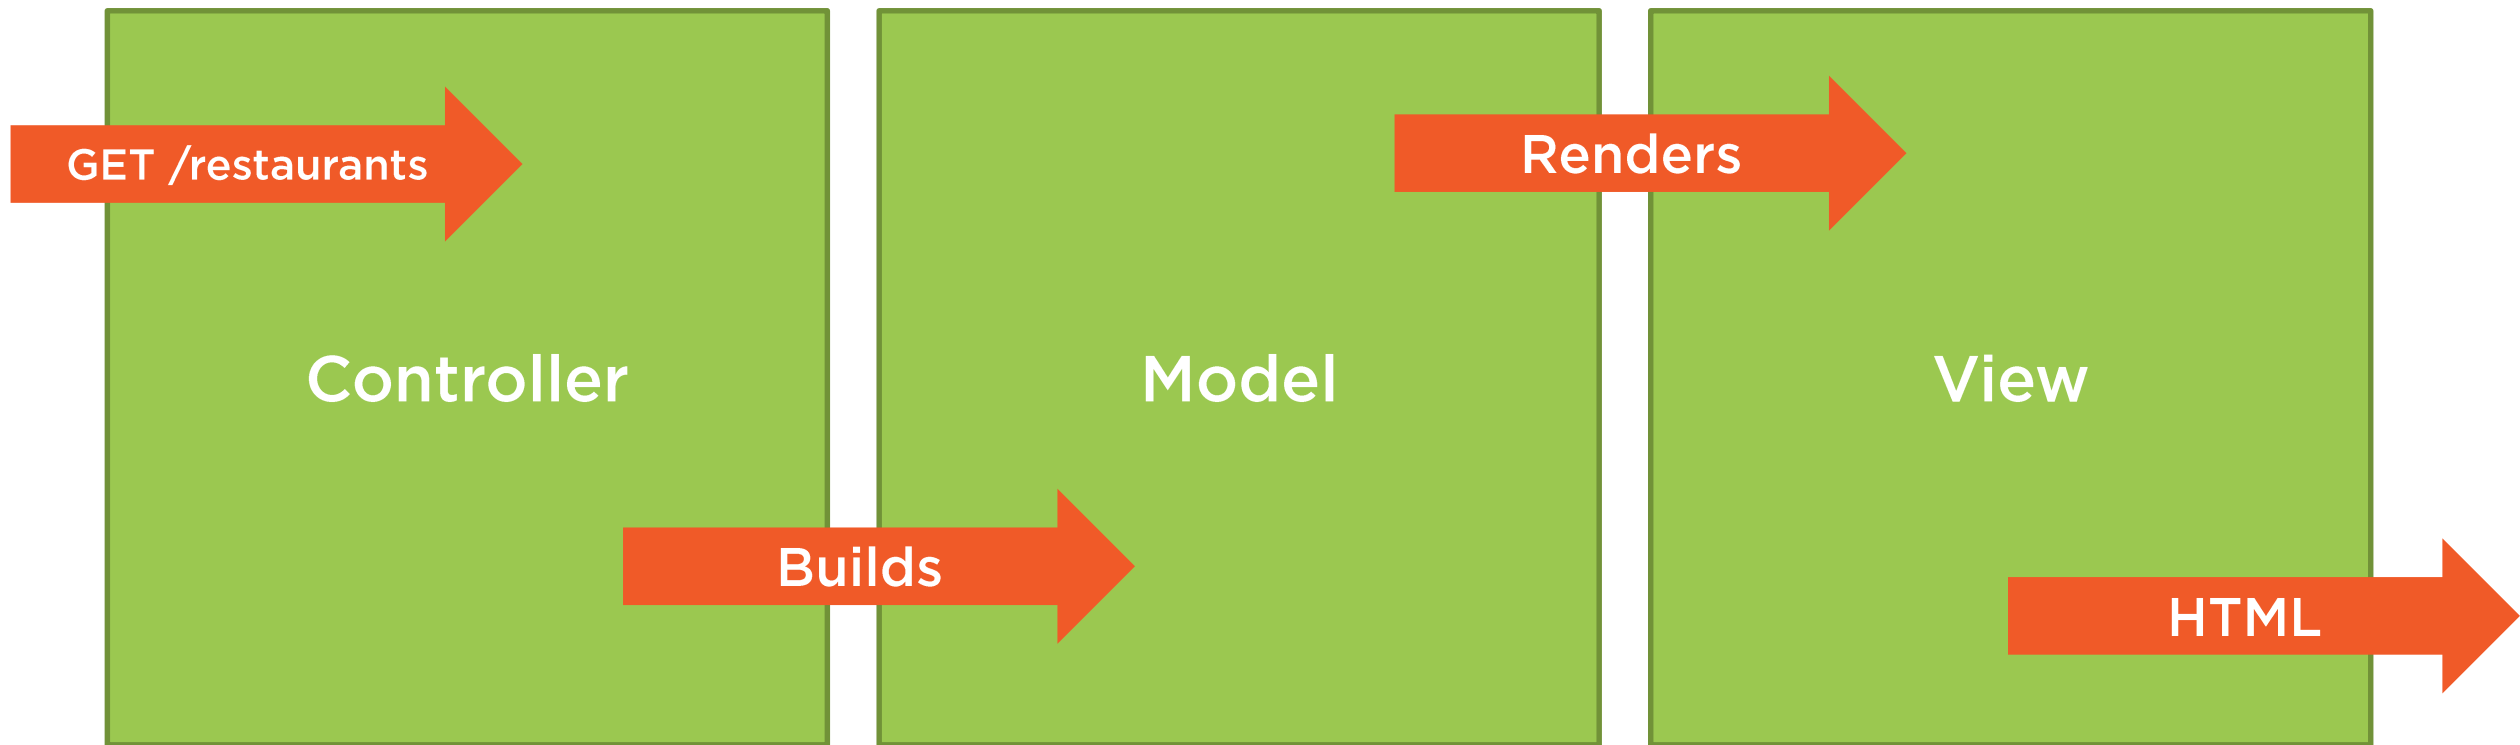 GET /restaurants
Renders
Controller
Model
View
Builds
HTML